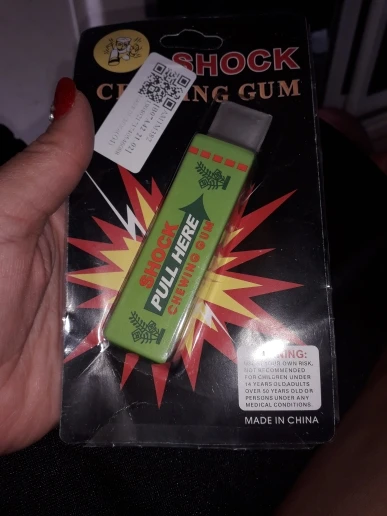 SHOCK
CHEWING GUM
SHOCK
PULL HERE
CHEWING GUM
WARNING:
NOT RECOMMENDED
FOR CHILDREN UNDER
14 YEARS OLD,ADULTS
OVER 50 YEARS OLD OR
PERSONS UNDER ANY
MEDICAL CONDITIONS
MADE IN CHINA